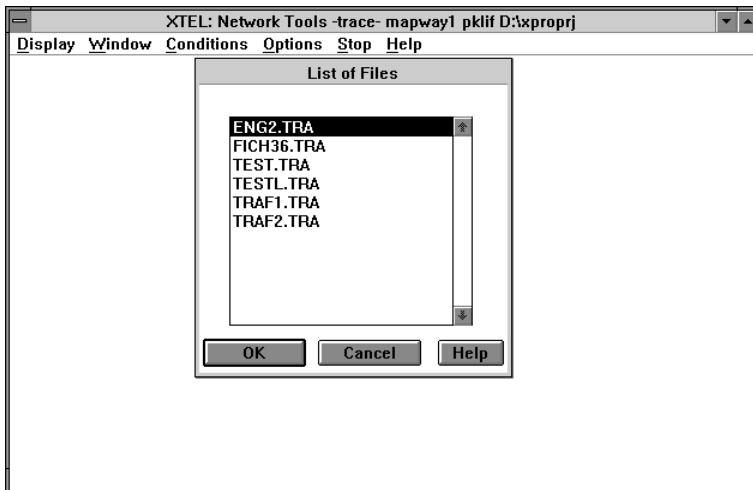 XTEL: Network Tools -trace- mapway1 pklif D:\xproprj
Display Window Conditions Options Stop Help
List of Files
ENG2.TRA
FICH36.TRA
TEST.TRA
TESTL.TRA
TRAF1.TRA
TRAF2.TRA
OK Cancel Help